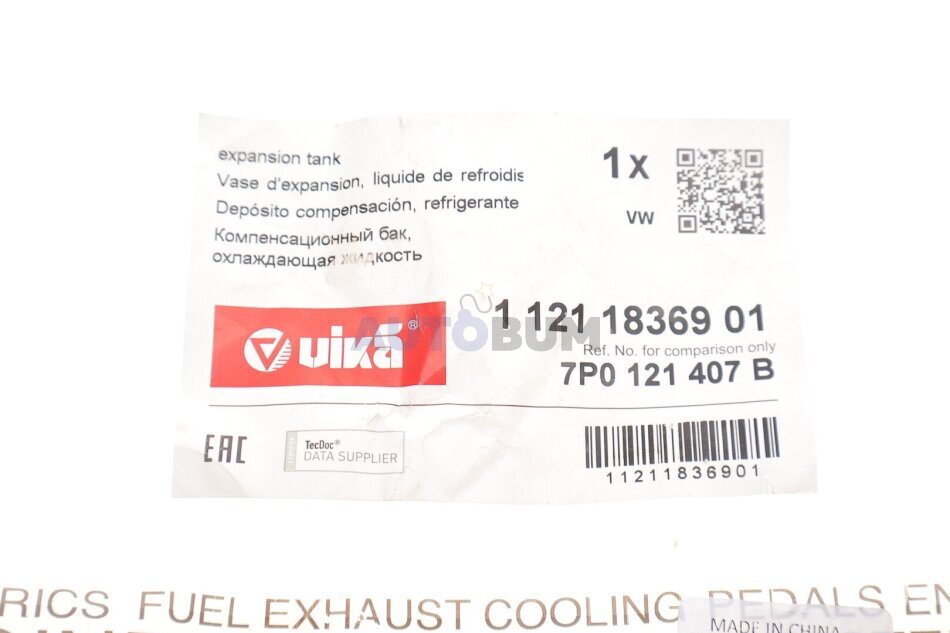 expansion tank
Vase d'expansion, liquide de refroidis
Depósito compensación, refrigerante
Компенсационный бак,
охлаждающая жидкость
1x
VW
vika®
AUTOBUM
1 121 18369 01
Ref. No. for comparison only
7P0 121 407 B
EAC
TecDoc®
DATA SUPPLIER
11211836901
RICS FUEL EXHAUST COOLING PEDALS EN
MADE IN CHINA